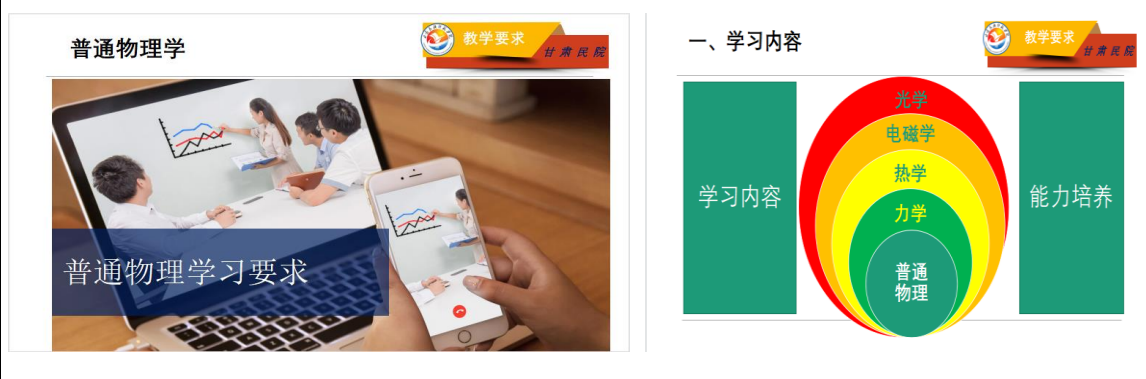 普通物理学
教学要求
甘肃民院
普通物理学习要求
一、学习内容
教学要求
甘肃民院
学习内容
光学
电磁学
热学
力学
普通
物理
能力培养